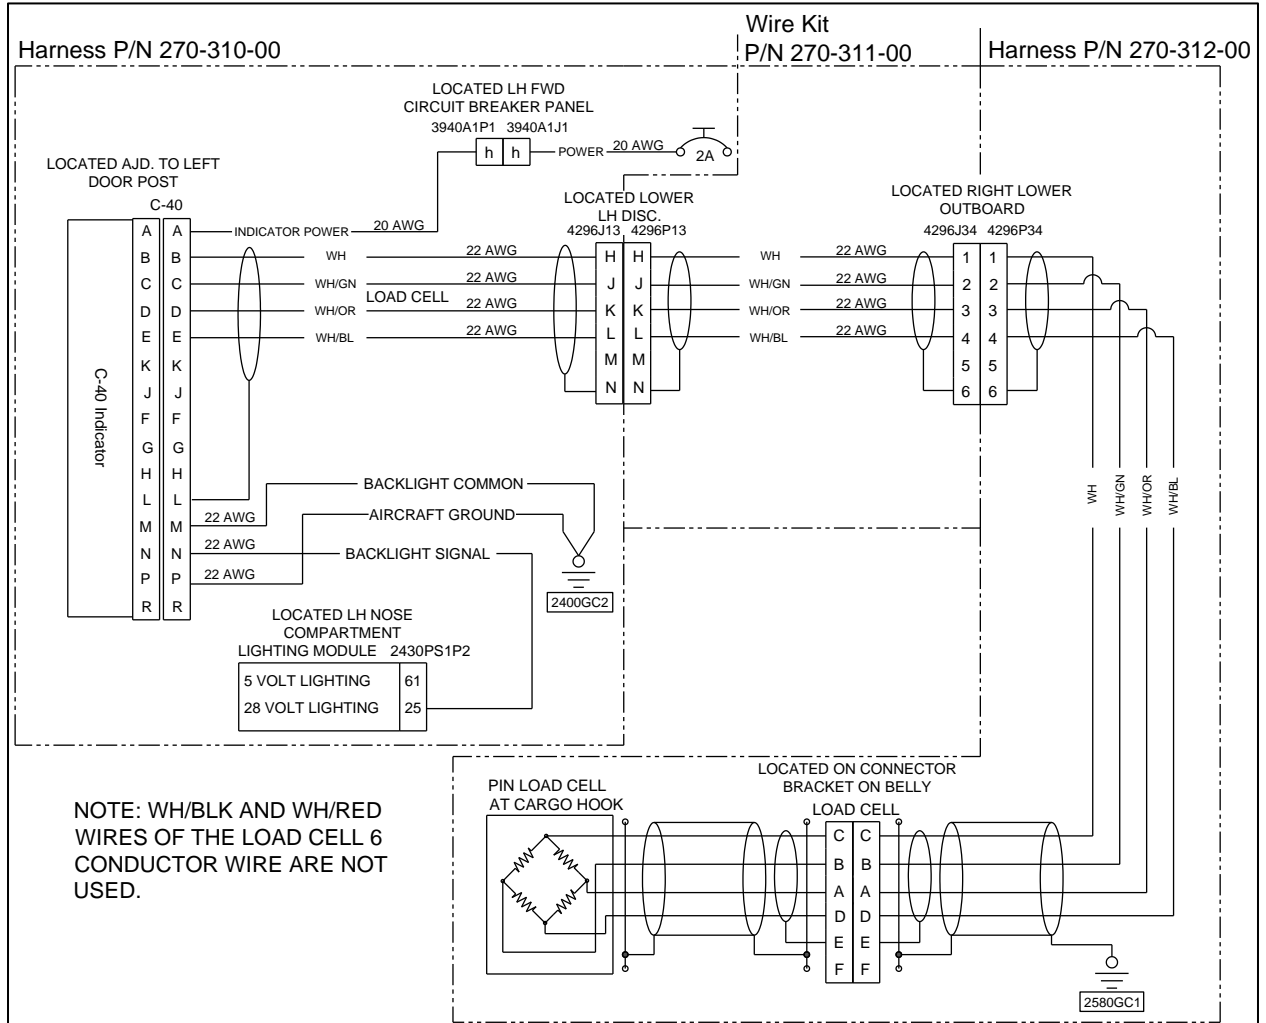 Harness P/N 270-310-00
Wire Kit
P/N 270-311-00
Harness P/N 270-312-00
LOCATED LH FWD
CIRCUIT BREAKER PANEL
3940A1P1 3940A1J1
h h
POWER
20 AWG
2A
LOCATED AJD. TO LEFT
DOOR POST
C-40
LOCATED LOWER
LH DISC.
4296J13 4296P13
LOCATED RIGHT LOWER
OUTBOARD
4296J34 4296P34
A A
INDICATOR POWER
20 AWG
B B
WH
22 AWG
H H
WH
22 AWG
1 1
C C
WH/GN
22 AWG
J J
WH/GN
22 AWG
2 2
LOAD CELL
D D
WH/OR
22 AWG
K K
WH/OR
22 AWG
3 3
E E
WH/BL
22 AWG
L L
WH/BL
22 AWG
4 4
K K
M M
5 5
J J
N N
6 6
F F
G G
H H
L L
M M
N N
P P
R R
C-40 Indicator
BACKLIGHT COMMON
22 AWG
AIRCRAFT GROUND
22 AWG
BACKLIGHT SIGNAL
22 AWG
2400GC2
WH
WH/GN
WH/OR
WH/BL
LOCATED LH NOSE
COMPARTMENT
LIGHTING MODULE 2430PS1P2
5 VOLT LIGHTING 61
28 VOLT LIGHTING 25
NOTE: WH/BLK AND WH/RED
WIRES OF THE LOAD CELL 6
CONDUCTOR WIRE ARE NOT
USED.
PIN LOAD CELL
AT CARGO HOOK
LOCATED ON CONNECTOR
BRACKET ON BELLY
LOAD CELL
C C
B B
A A
D D
E E
F F
2580GC1